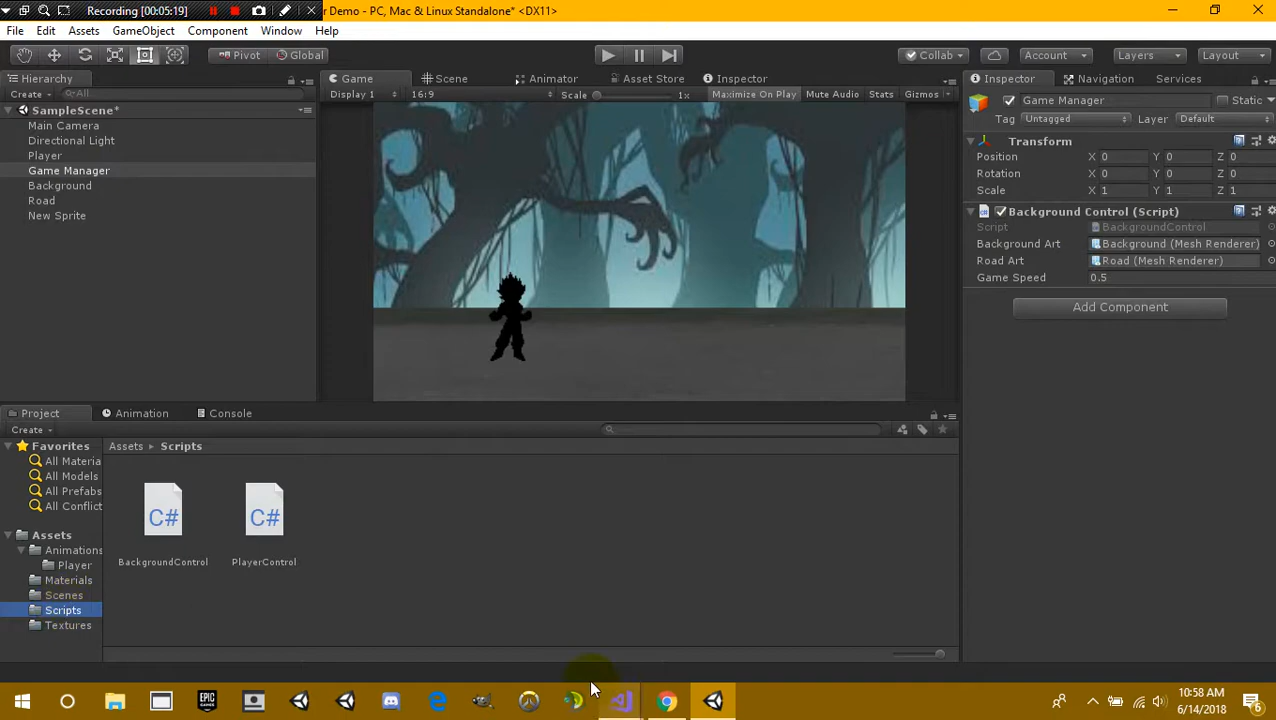 Recording [00:05:19]
r Demo - PC, Mac & Linux Standalone* <DX11>
File Edit Assets GameObject Component Window Help
Pivot Global Collab Account Layers Layout
Hierarchy Game Scene Animator Asset Store Inspector Inspector Navigation Services
Create All Display 1 16:9 Scale 1x Maximize On Play Mute Audio Stats Gizmos Game Manager Static
SampleScene* Tag Untagged Layer Default
Main Camera
Directional Light Transform
Player Position X 0 Y 0 Z 0
Game Manager Rotation X 0 Y 0 Z 0
Background Scale X 1 Y 1 Z 1
Road
New Sprite Background Control (Script)
Script BackgroundControl
Background Art Background (Mesh Renderer)
Road Art Road (Mesh Renderer)
Game Speed 0.5
Add Component
Project Animation Console
Create
Favorites Assets Scripts
All Materia
All Models
All Prefabs
All Conflict
C# C#
Assets
Animations
Player BackgroundControl PlayerControl
Materials
Scenes
Scripts
Textures
10:58 AM
6/14/2018
6